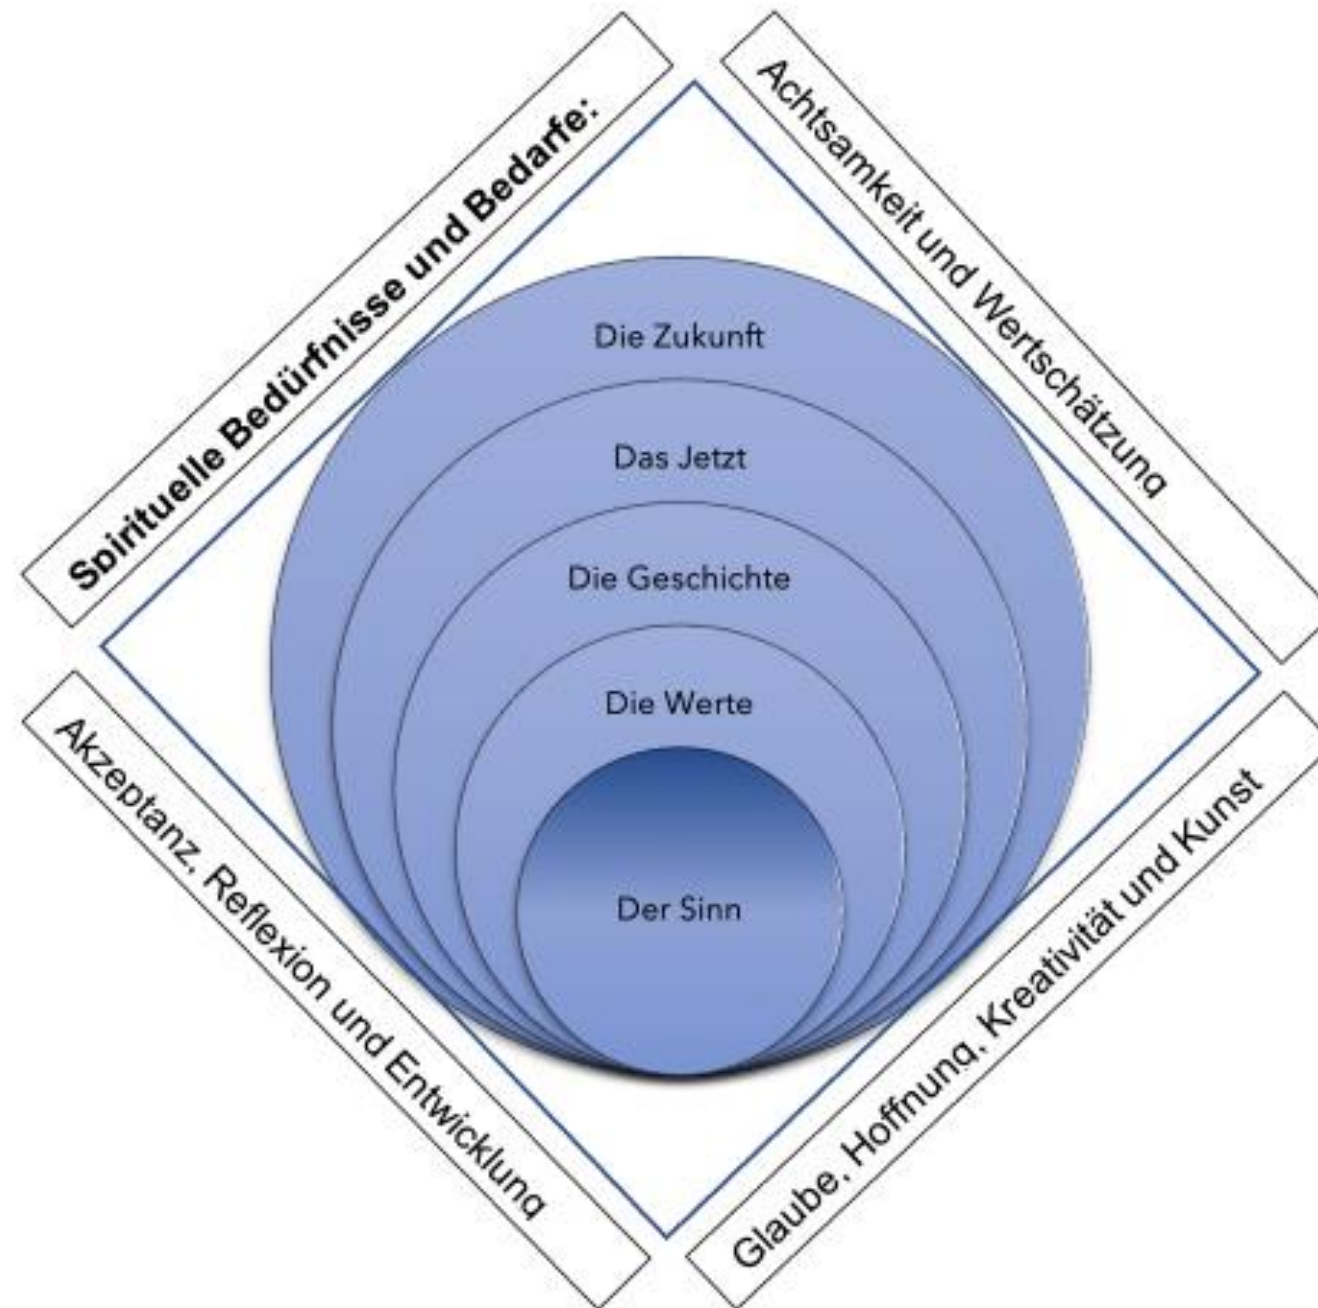 Spirituelle Bedürfnisse und Bedarfe:
Achtsamkeit und Wertschätzung
Die Zukunft
Das Jetzt
Die Geschichte
Die Werte
Der Sinn
Akzeptanz, Reflexion und Entwicklung
Glaube, Hoffnung, Kreativität und Kunst